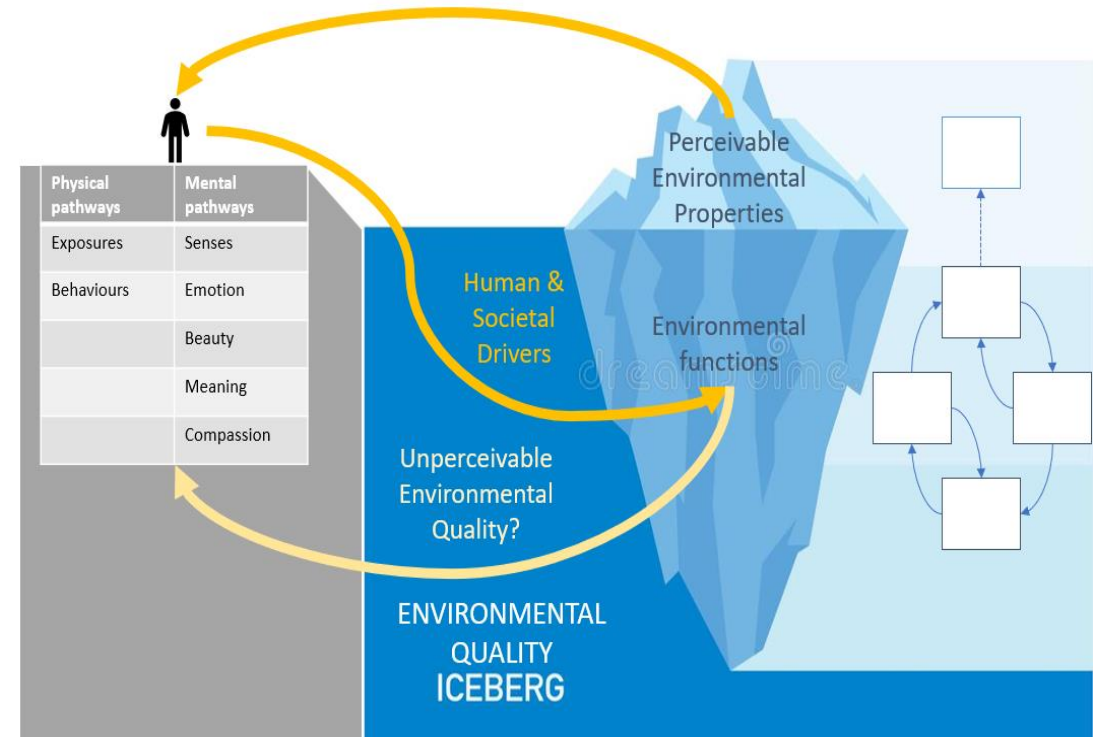 Physical
pathways
Mental
pathways
Exposures
Senses
Behaviours
Emotion
Beauty
Meaning
Compassion
Perceivable
Environmental
Properties
Human &
Societal
Drivers
Environmental
functions
dreamstime
Unperceivable
Environmental
Quality?
ENVIRONMENTAL
QUALITY
ICEBERG